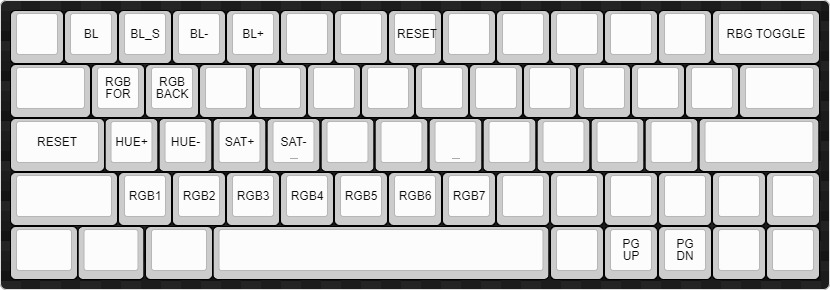 BL BL_S BL- BL+ RESET RBG TOGGLE
RGB FOR RGB BACK
RESET HUE+ HUE- SAT+ SAT- _ _
RGB1 RGB2 RGB3 RGB4 RGB5 RGB6 RGB7
PG UP PG DN